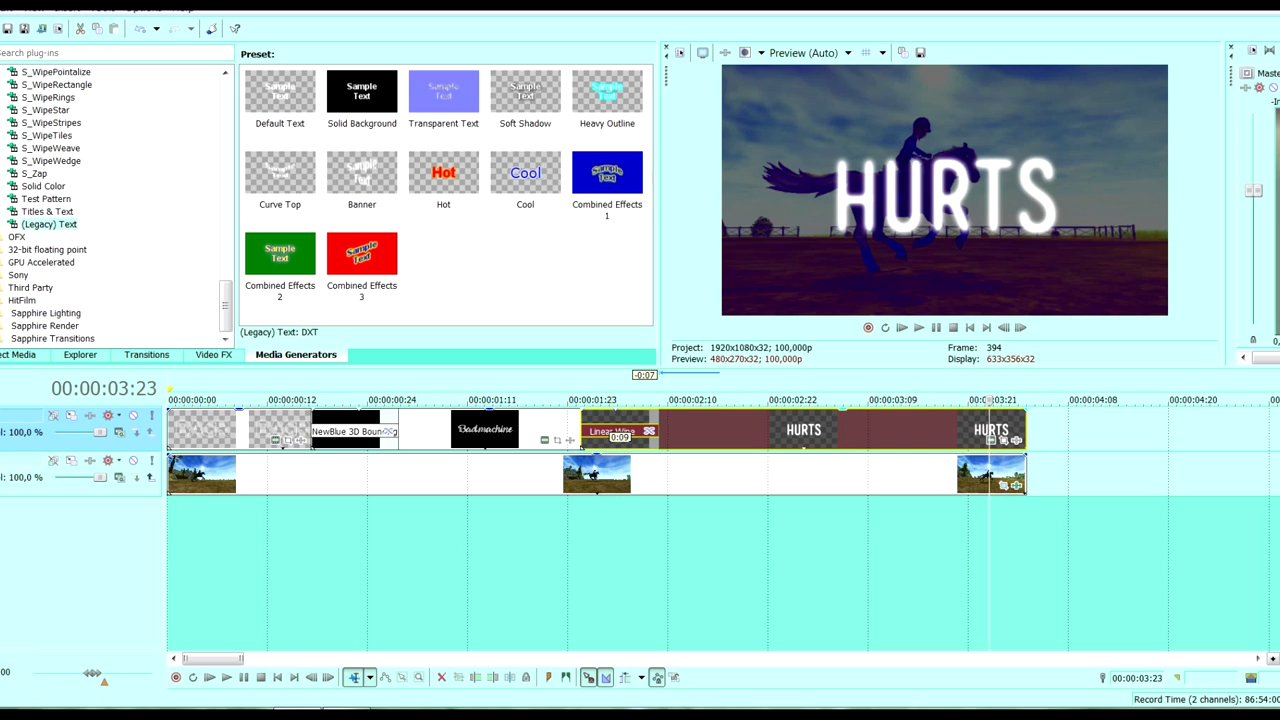 Search plug-ins
S_WipePointalize
S_WipeRectangle
S_WipeRings
S_WipeStar
S_WipeStripes
S_WipeTiles
S_WipeWeave
S_WipeWedge
S_Zap
Solid Color
Test Pattern
Titles & Text
(Legacy) Text
OFX
32-bit floating point
GPU Accelerated
Sony
Third Party
HitFilm
Sapphire Lighting
Sapphire Render
Sapphire Transitions
Preset:
Sample Text
Sample Text
Sample Text
Sample Text
Sample Text
Default Text
Solid Background
Transparent Text
Soft Shadow
Heavy Outline
Sample Text
Sample Text
Hot
Cool
Sample Text
Curve Top
Banner
Hot
Cool
Combined Effects 1
Sample Text
Sample Text
Combined Effects 2
Combined Effects 3
(Legacy) Text: DXT
ect Media
Explorer
Transitions
Video FX
Media Generators
Preview (Auto)
HURTS
Project: 1920x1080x32; 100,000p
Frame: 394
Preview: 480x270x32; 100,000p
Display: 633x356x32
Maste
00:00:03:23
-0:07
00:00:00:00
00:00:00:12
00:00:00:24
00:00:01:11
00:00:01:23
00:00:02:10
00:00:02:22
00:00:03:09
00:00:03:21
00:00:04:08
00:00:04:20
00:
ol: 100,0 %
NewBlue 3D Boun
Badmachine
Linear Wipe
0:09
HURTS
HURTS
ol: 100,0 %
00:00:03:23
Record Time (2 channels): 86:54:00